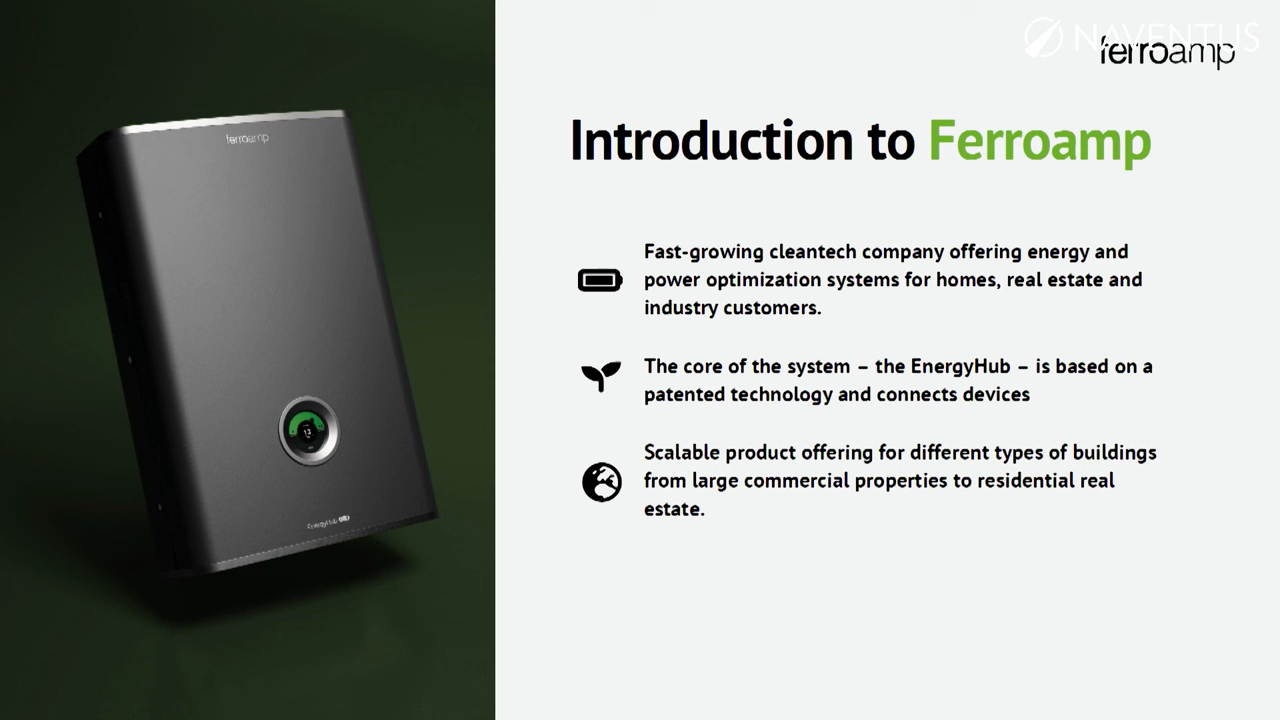 NAVENTUS
ferroamp
ferroamp
Introduction to Ferroamp
Fast-growing cleantech company offering energy and
power optimization systems for homes, real estate and
industry customers.
The core of the system – the EnergyHub – is based on a
patented technology and connects devices
Scalable product offering for different types of buildings
from large commercial properties to residential real
estate.
13
EnergyHub